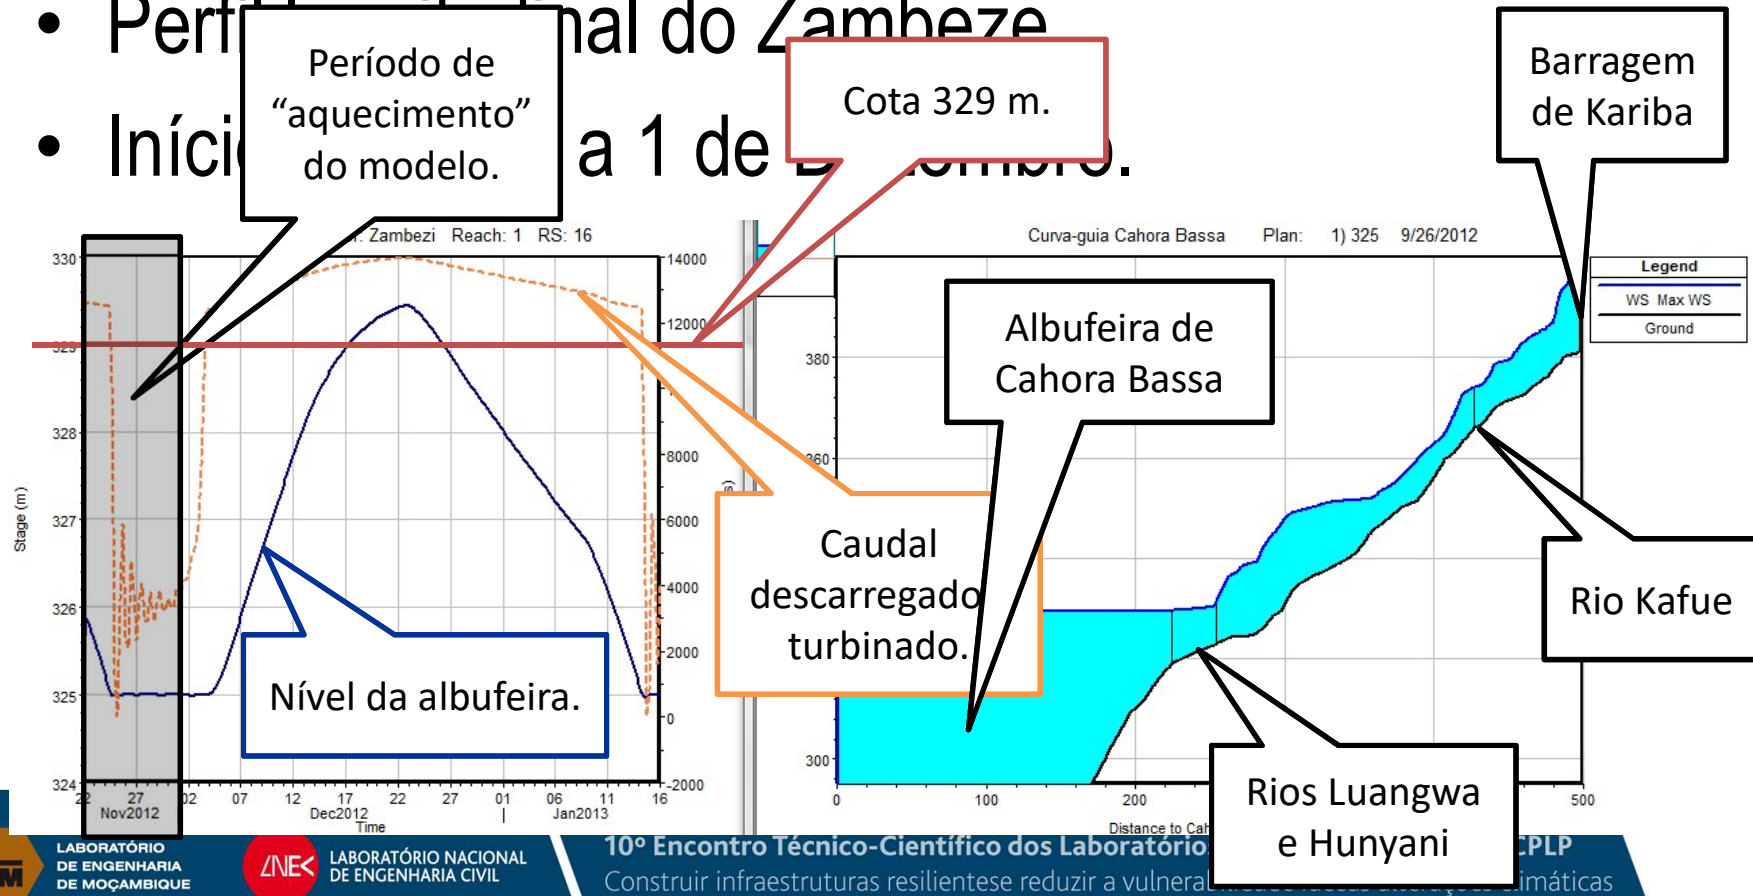 • Perfi nal do Zambeze
• Iníci a 1 de
Período de
“aquecimento”
do modelo.
Cota 329 m.
Barragem
de Kariba
Zambezi Reach: 1 RS: 16
Curva-guia Cahora Bassa Plan: 1) 325 9/26/2012
Legend
WS Max WS
Ground
Albufeira de
Cahora Bassa
Caudal
descarregado
turbinado.
Nível da albufeira.
Rio Kafue
Rios Luangwa
e Hunyani
Stage (m)
330
329
328
327
326
325
324
14000
12000
8000
6000
4000
2000
0
-2000
22 27 02 07 12 17 22 27 01 06 11 16
Nov2012 Dec2012 Jan2013
Time
380
360
300
0 100 200 500
Distance to Cah
LABORATÓRIO
DE ENGENHARIA
DE MOÇAMBIQUE
LNEC
LABORATÓRIO NACIONAL
DE ENGENHARIA CIVIL
10º Encontro Técnico-Científico dos Laboratório CPLP
Construir infraestruturas resilientese reduzir a vulnera climáticas